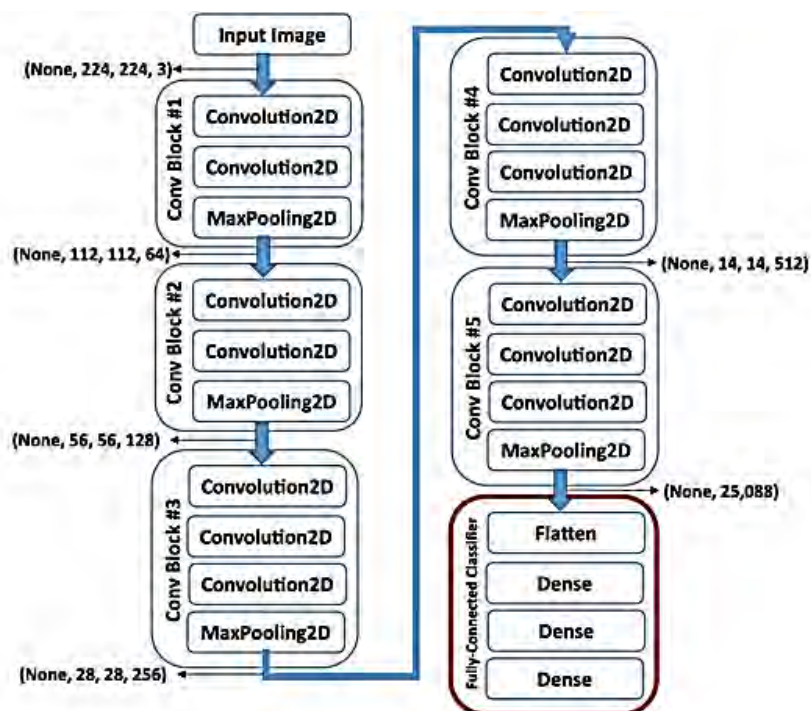 Input Image
(None, 224, 224, 3)
Conv Block #1
Convolution2D
Convolution2D
MaxPooling2D
(None, 112, 112, 64)
Conv Block #2
Convolution2D
Convolution2D
MaxPooling2D
(None, 56, 56, 128)
Conv Block #3
Convolution2D
Convolution2D
Convolution2D
MaxPooling2D
(None, 28, 28, 256)
Conv Block #4
Convolution2D
Convolution2D
Convolution2D
MaxPooling2D
(None, 14, 14, 512)
Conv Block #5
Convolution2D
Convolution2D
Convolution2D
MaxPooling2D
(None, 25,088)
Fully-Connected Classifier
Flatten
Dense
Dense
Dense